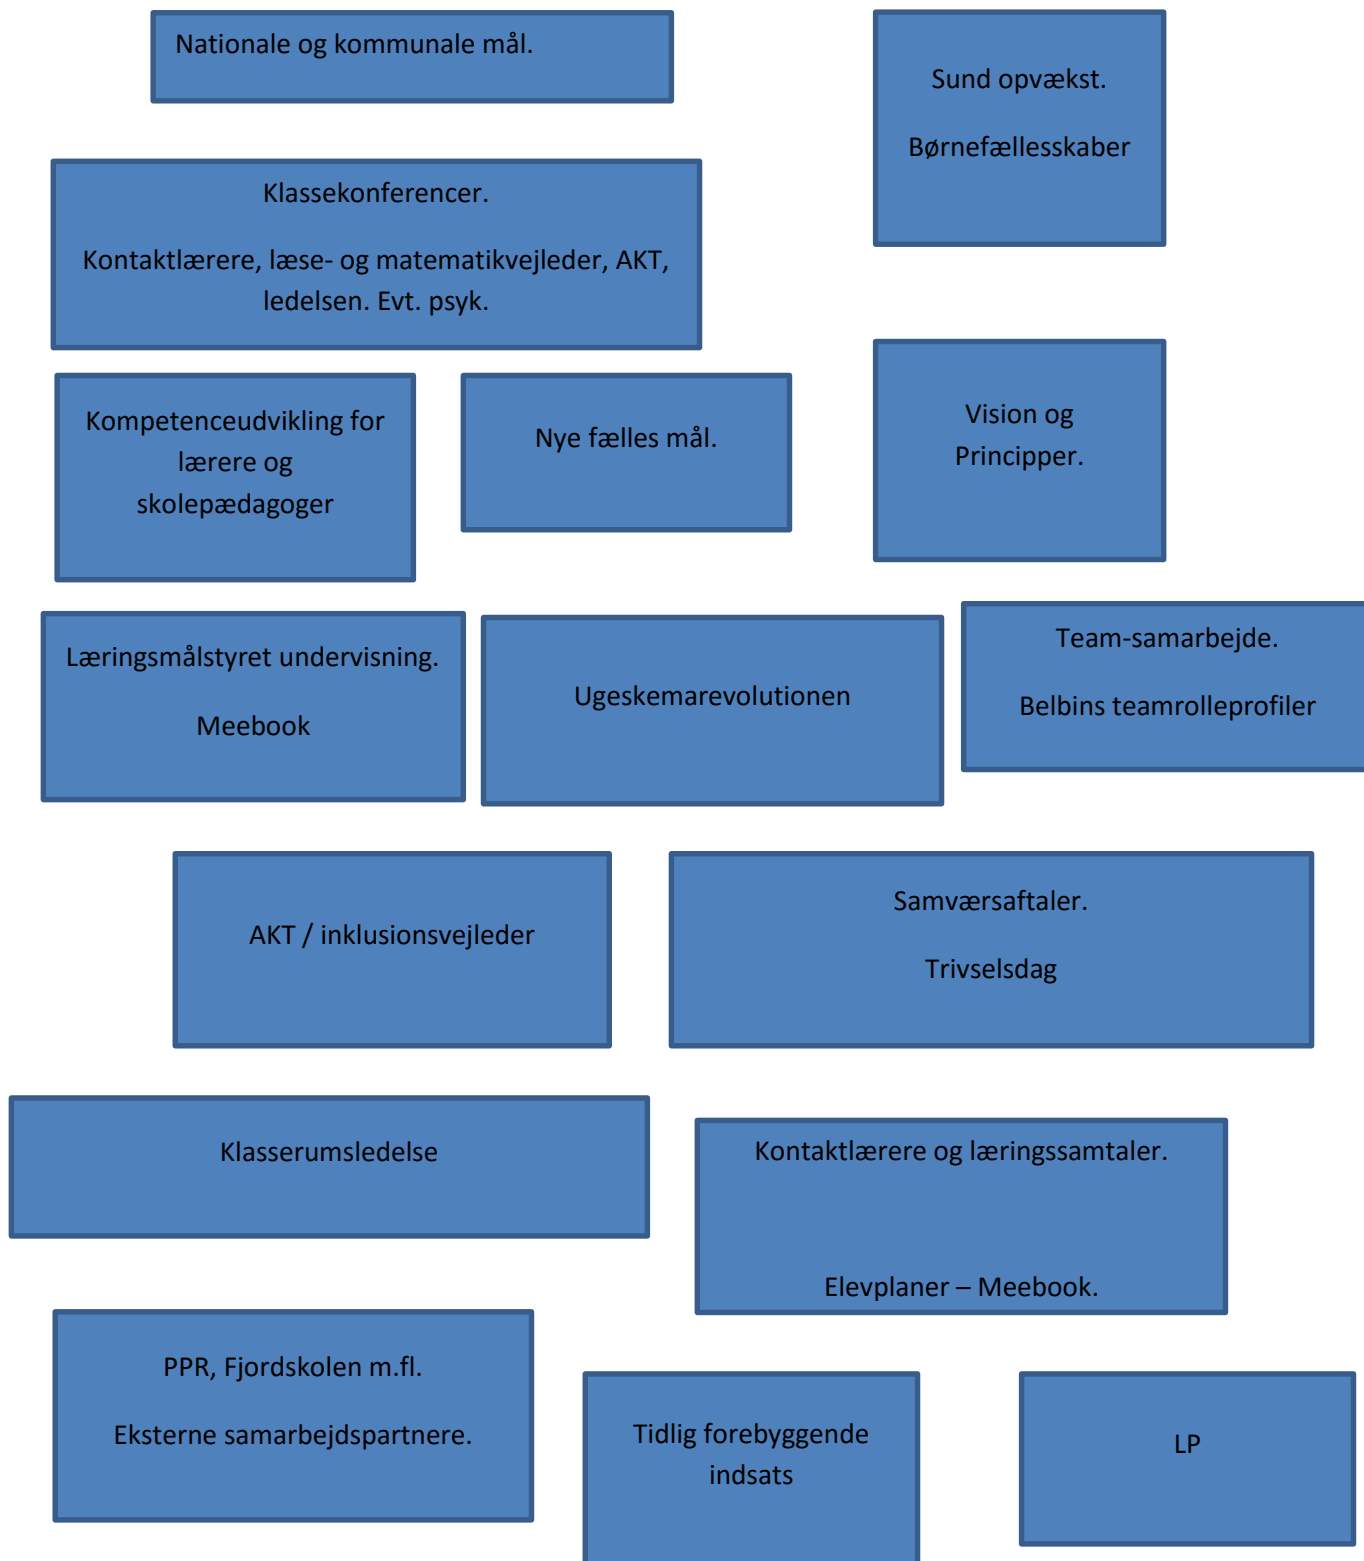 Nationale og kommunale mål.
Sund opvækst.
Børnefællesskaber
Klassekonferencer.
Kontaktlærere, læse- og matematikvejleder, AKT,
ledelsen. Evt. psyk.
Kompetenceudvikling for
lærere og
skolepædagoger
Nye fælles mål.
Vision og
Principper.
Læringsmålstyret undervisning.
Meebook
Ugeskemarevolutionen
Team-samarbejde.
Belbins teamrolleprofiler
AKT / inklusionsvejleder
Samværsaftaler.
Trivselsdag
Klasserumsledelse
Kontaktlærere og læringssamtaler.
Elevplaner – Meebook.
PPR, Fjordskolen m.fl.
Eksterne samarbejdspartnere.
Tidlig forebyggende
indsats
LP